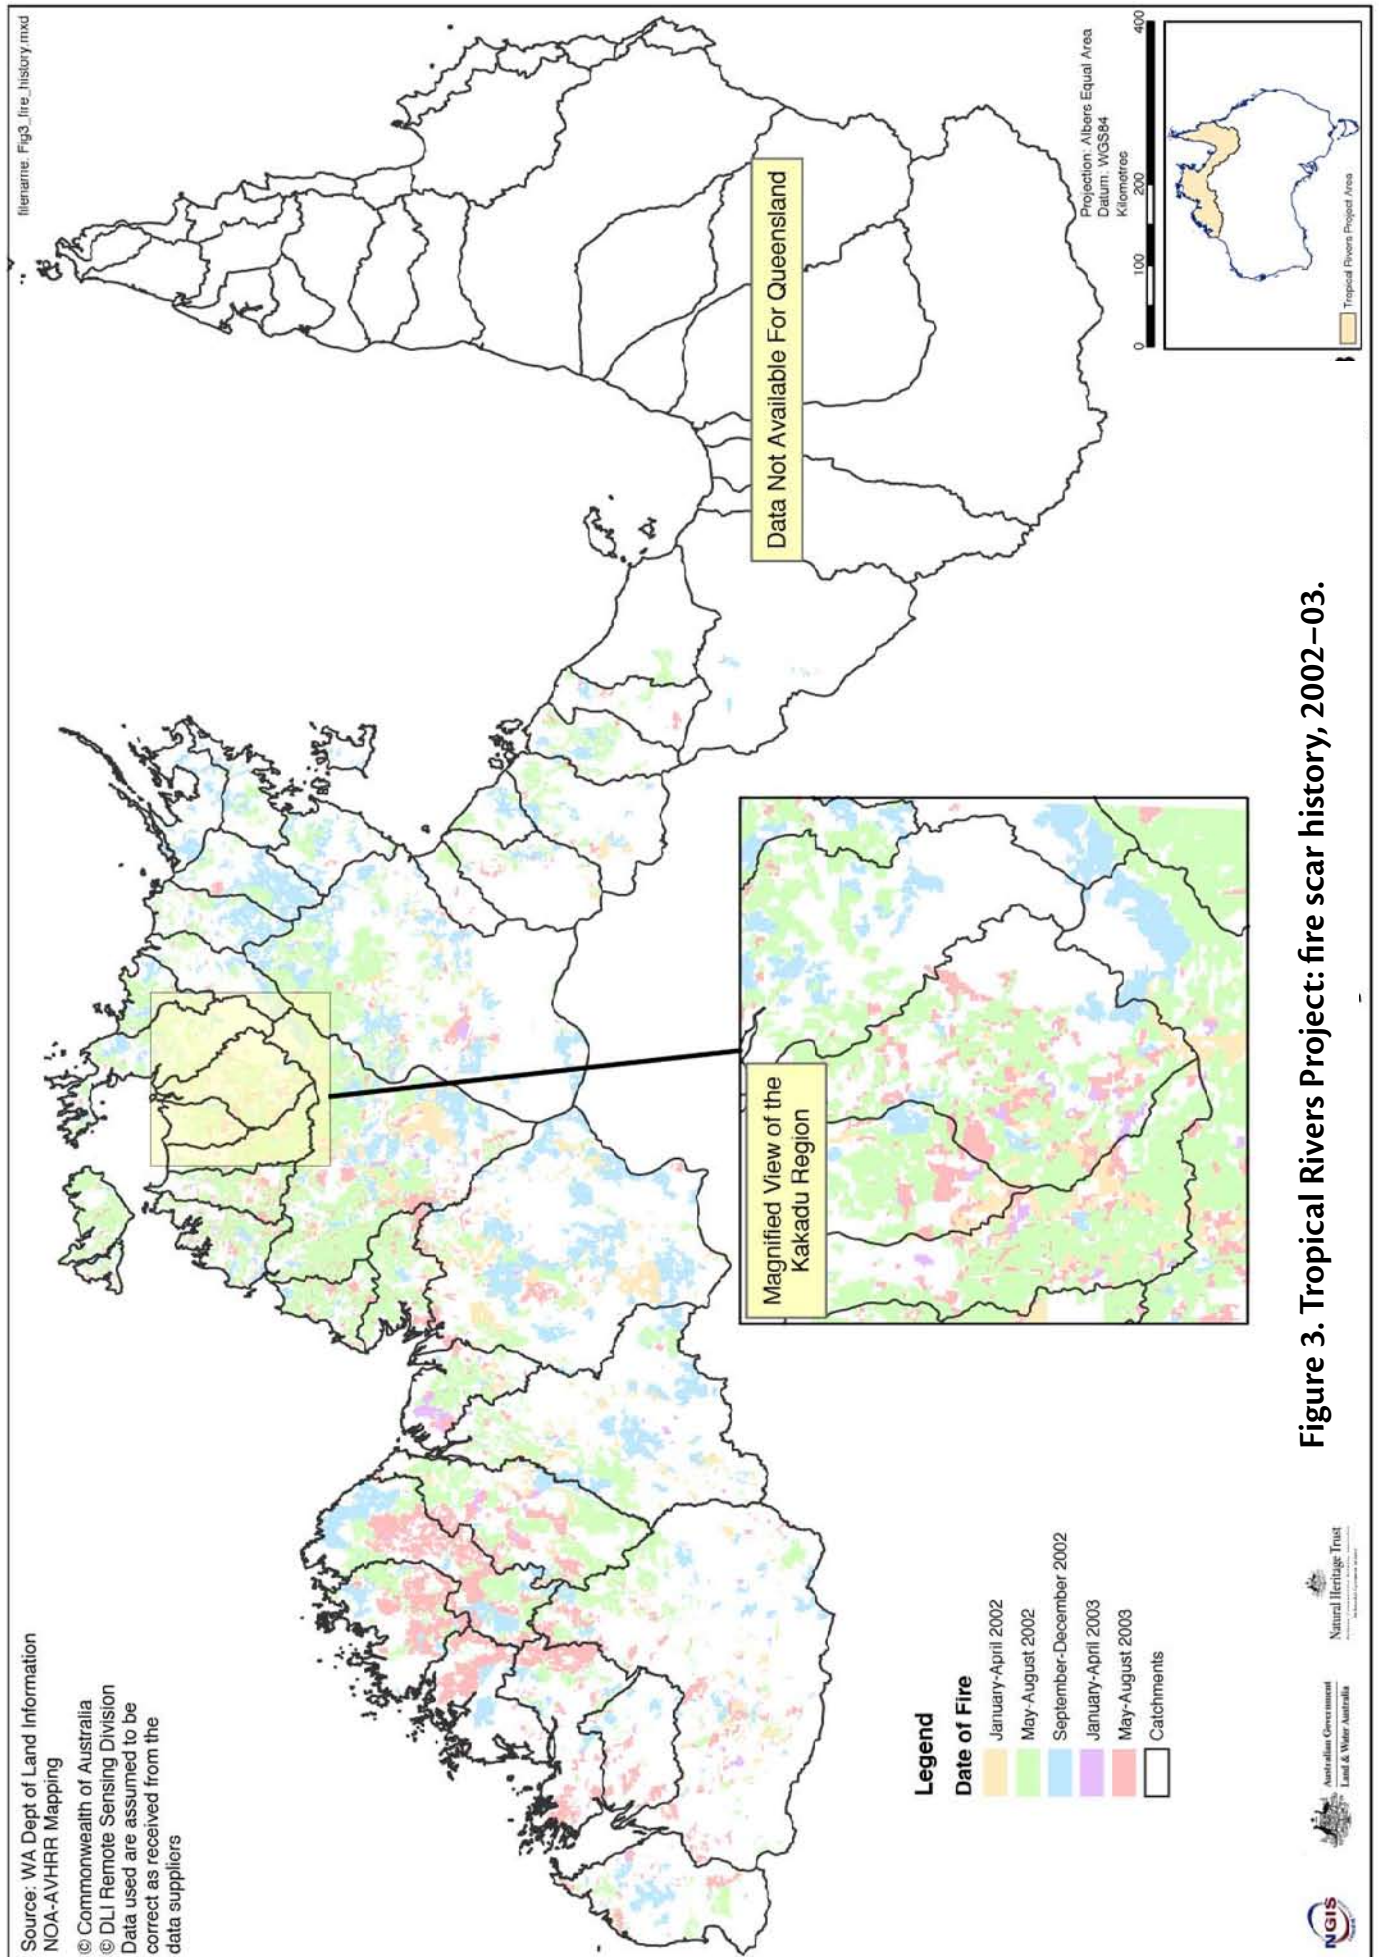 filename: Fig3_fire_history.mxd
Source: WA Dept of Land Information
NOA-AVHRR Mapping
© Commonwealth of Australia
© DLI Remote Sensing Division
Data used are assumed to be
correct as received from the
data suppliers
Data Not Available For Queensland
Magnified View of the
Kakadu Region
Legend
Date of Fire
January-April 2002
May-August 2002
September-December 2002
January-April 2003
May-August 2003
Catchments
Projection: Albers Equal Area
Datum: WGS84
Kilometres
0 100 200 400
Tropical Rivers Project Area
NGIS
Australian Government
Land & Water Australia
Natural Heritage Trust
Figure 3. Tropical Rivers Project: fire scar history, 2002–03.